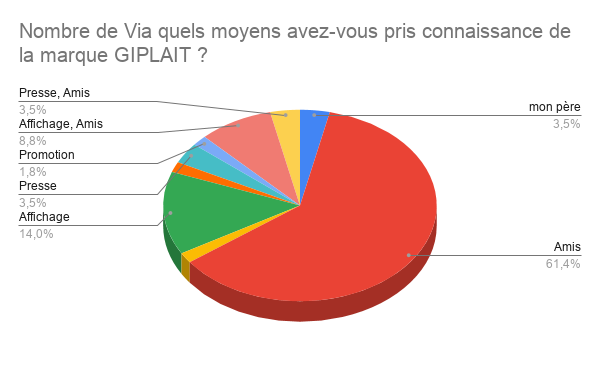 Nombre de Via quels moyens avez-vous pris connaissance de
la marque GIPLAIT ?
Presse, Amis
3,5%
Affichage, Amis
8,8%
Promotion
1,8%
Presse
3,5%
Affichage
14,0%
mon père
3,5%
Amis
61,4%